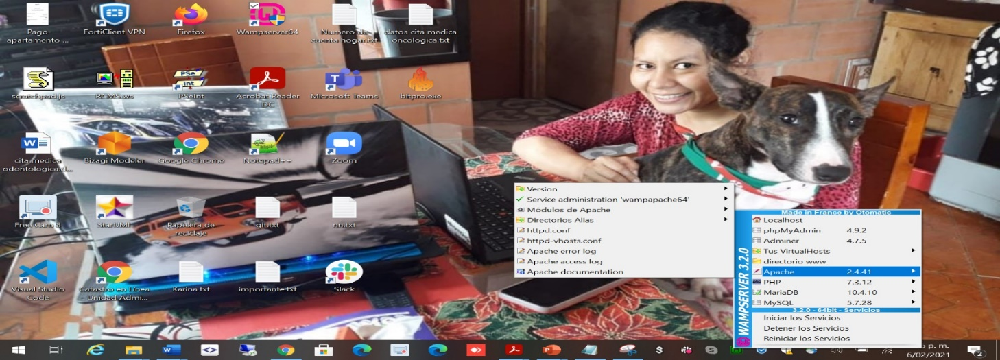 Pago
apartamento ...
FortiClient VPN
Firefox
Wampserver64
Numero de
cuenta hogar.txt
datos cita medica
oncologica.txt
scratchpad.js
RCMS.ws
PSe
Int
PSeInt
Acrobat Reader
DC
Microsoft Teams
bitpro.exe
cita medica
odontologica.d...
Bizagi Modeler
Google Chrome
Notepad++
Zoom
Free Cam 8
StarUML
Papelera de
reciclaje
git.txt
nn.txt
Visual Studio
Code
Catastro en Línea
- Unidad Admi...
Karina.txt
importante.txt
Slack
Version
Service administration 'wampapache64'
Módulos de Apache
Directorios Alias
httpd.conf
httpd-vhosts.conf
Apache error log
Apache access log
Apache documentation
WAMPSERVER 3.2.0
Made in France by Otomatic
Localhost
phpMyAdmin 4.9.2
Adminer 4.7.5
Tus VirtualHosts
directorio www
Apache 2.4.41
PHP 7.3.12
MariaDB 10.4.10
MySQL 5.7.28
3.2.0 - 64bit - Servicios
Iniciar los Servicios
Detener los Servicios
Reiniciar los Servicios
p. m.
6/02/2021
2